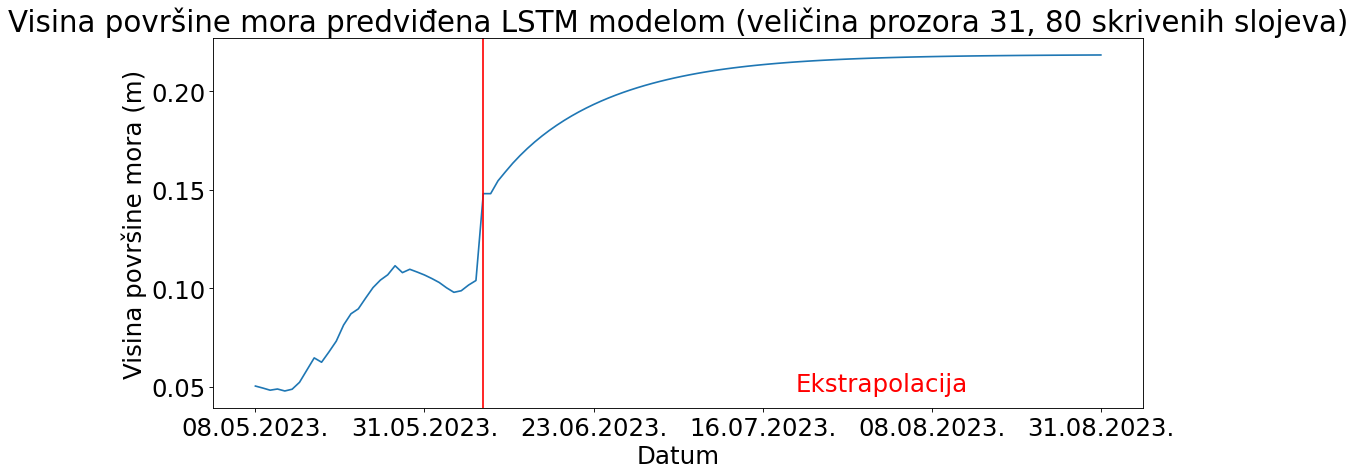 Visina površine mora predviđena LSTM modelom (veličina prozora 31, 80 skrivenih slojeva)
Visina površine mora (m)
0.20
0.15
0.10
0.05
Ekstrapolacija
08.05.2023. 31.05.2023. 23.06.2023. 16.07.2023. 08.08.2023. 31.08.2023.
Datum